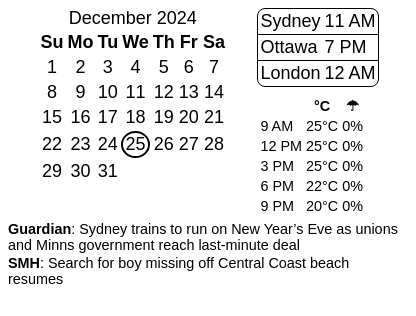 December 2024
Su Mo Tu We Th Fr Sa
1 2 3 4 5 6 7
8 9 10 11 12 13 14
15 16 17 18 19 20 21
22 23 24 25 26 27 28
29 30 31
Sydney 11 AM
Ottawa 7 PM
London 12 AM
°C ☂
9 AM 25°C 0%
12 PM 25°C 0%
3 PM 25°C 0%
6 PM 22°C 0%
9 PM 20°C 0%
Guardian: Sydney trains to run on New Year’s Eve as unions
and Minns government reach last-minute deal
SMH: Search for boy missing off Central Coast beach
resumes